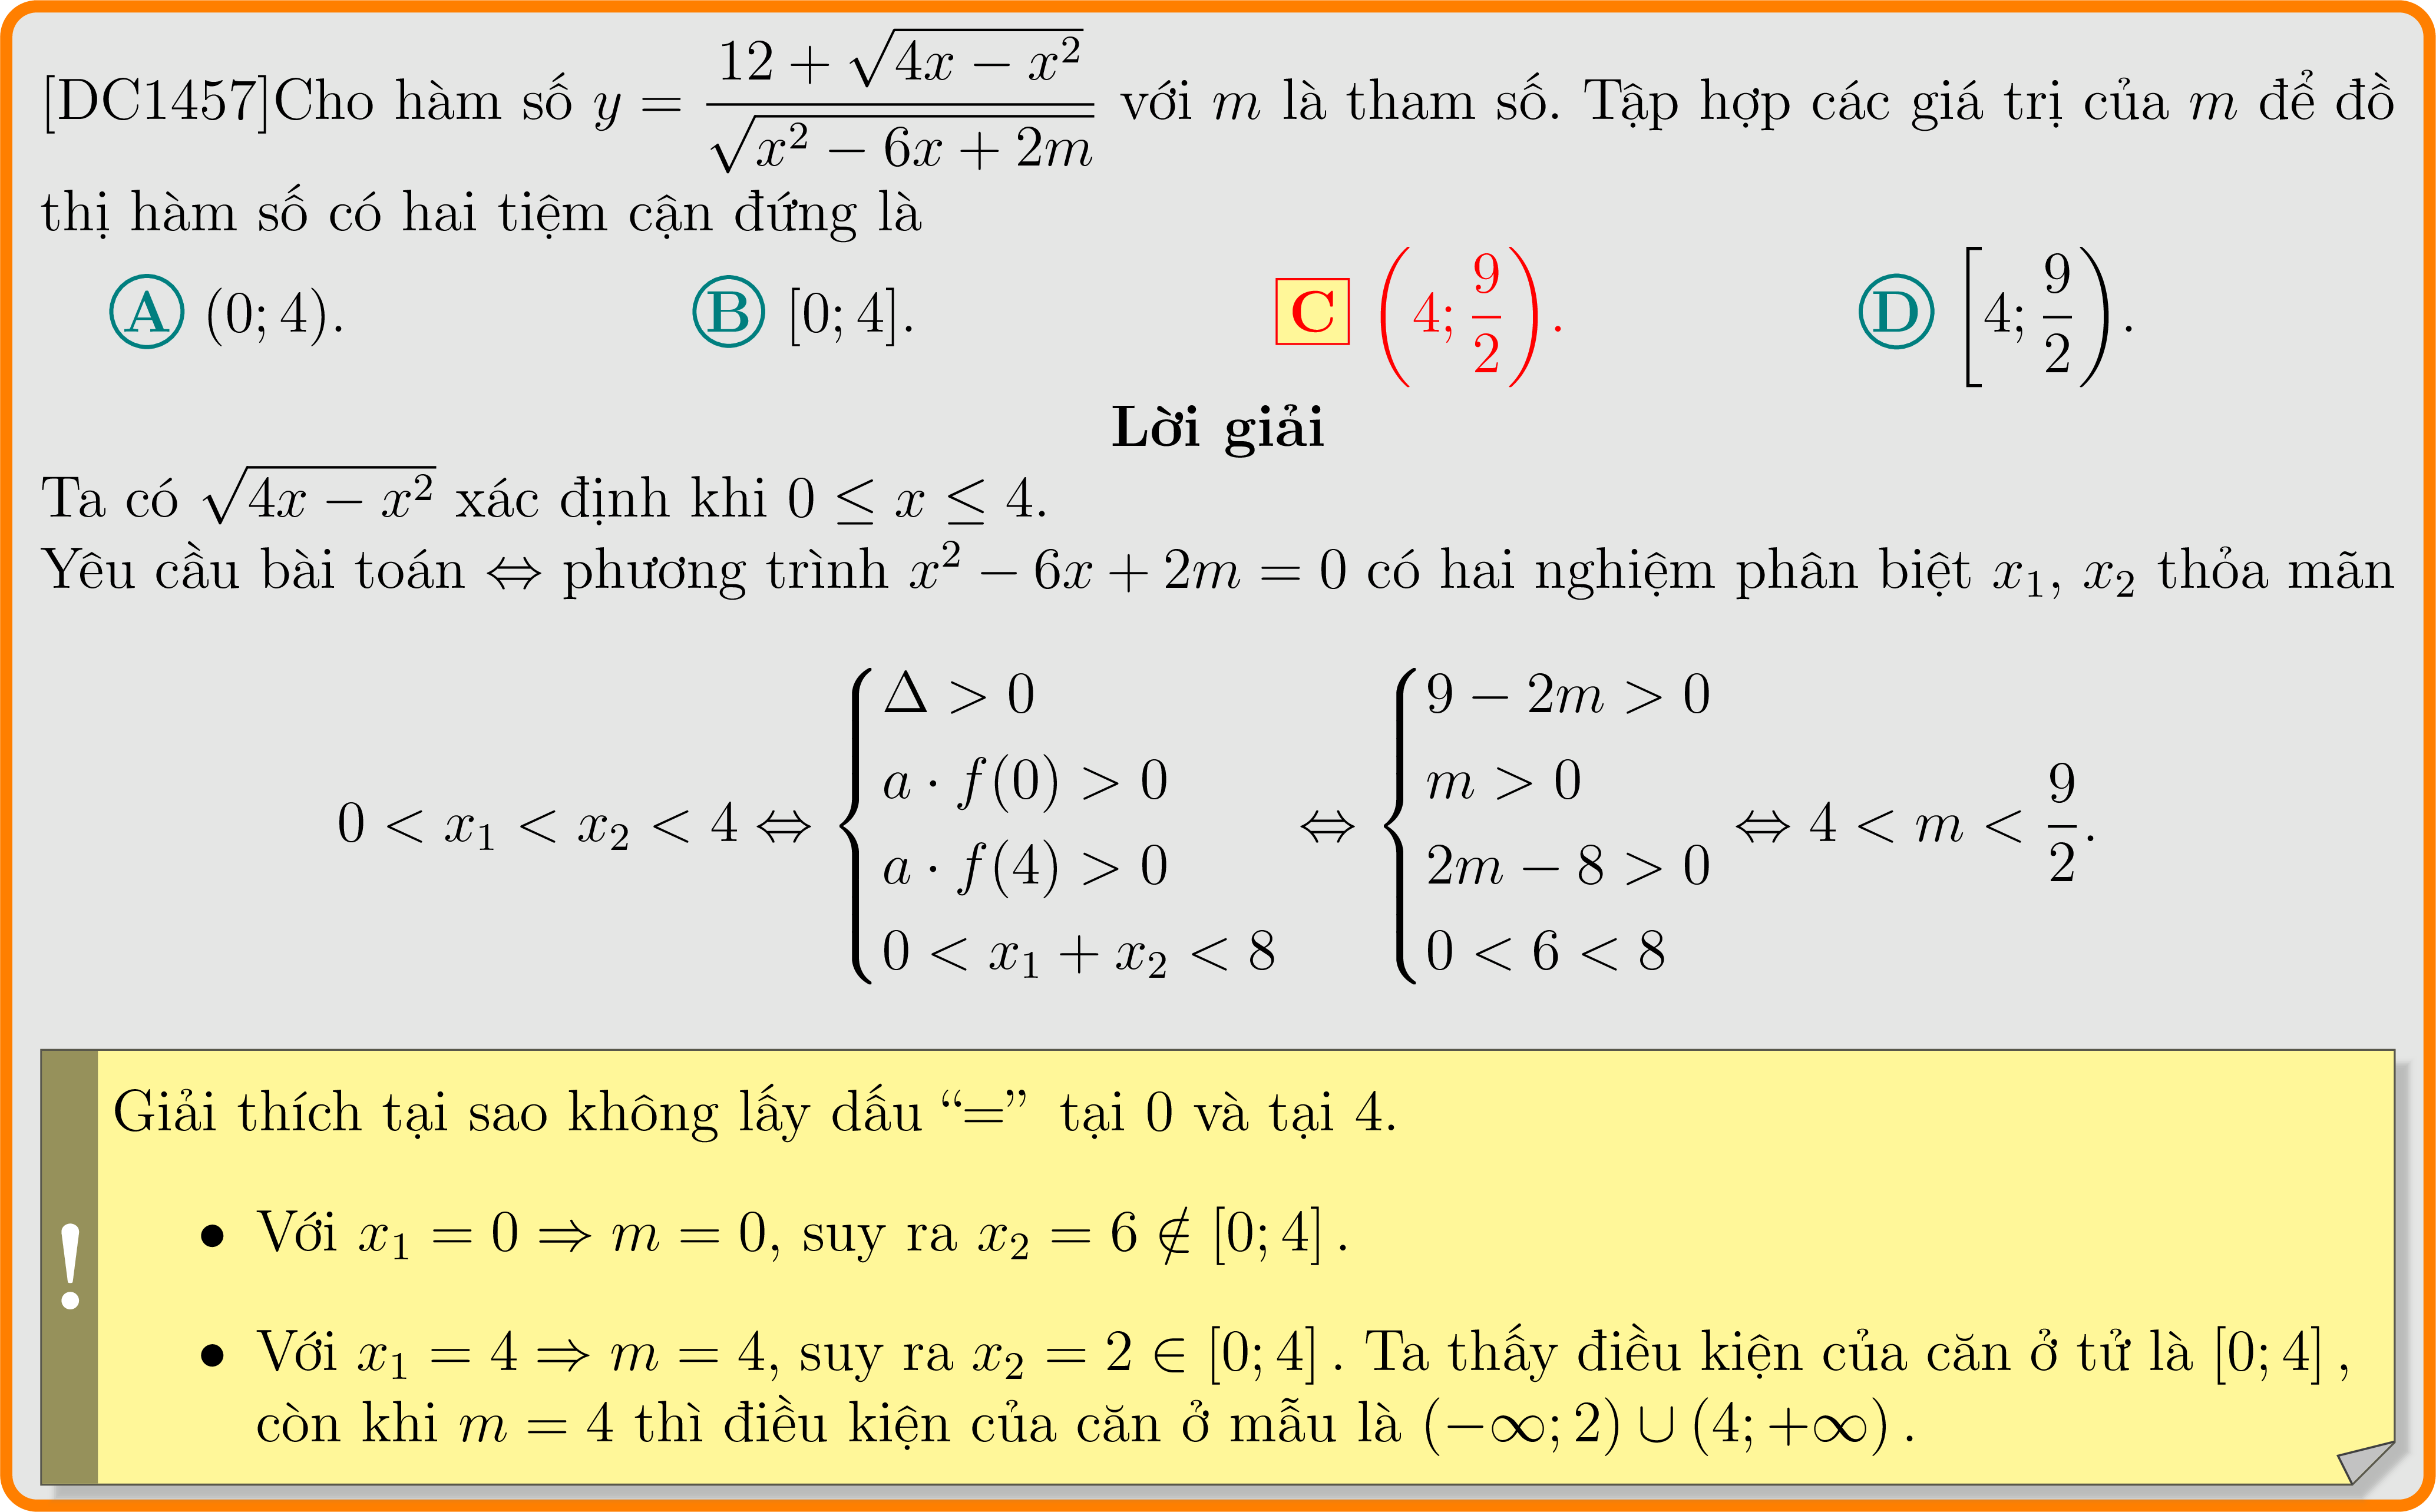 [DC1457]Cho hàm số $y = \dfrac{12 + \sqrt{4x - x^2}}{\sqrt{x^2 - 6x + 2m}}$ với $m$ là tham số. Tập hợp các giá trị của $m$ để đồ
thị hàm số có hai tiệm cận đứng là
A $(0; 4)$. B $[0; 4]$. C $\left(4; \dfrac{9}{2}\right)$. D $\left[4; \dfrac{9}{2}\right)$.
Lời giải
Ta có $\sqrt{4x - x^2}$ xác định khi $0 \leq x \leq 4$.
Yêu cầu bài toán $\Leftrightarrow$ phương trình $x^2 - 6x + 2m = 0$ có hai nghiệm phân biệt $x_1$, $x_2$ thỏa mãn
$0 < x_1 < x_2 < 4 \Leftrightarrow \begin{cases} \Delta > 0 \\ a \cdot f(0) > 0 \\ a \cdot f(4) > 0 \\ 0 < x_1 + x_2 < 8 \end{cases} \Leftrightarrow \begin{cases} 9 - 2m > 0 \\ m > 0 \\ 2m - 8 > 0 \\ 0 < 6 < 8 \end{cases} \Leftrightarrow 4 < m < \dfrac{9}{2}.$
Giải thích tại sao không lấy dấu “=” tại 0 và tại 4.
• Với $x_1 = 0 \Rightarrow m = 0$, suy ra $x_2 = 6 \notin [0; 4]$.
!
• Với $x_1 = 4 \Rightarrow m = 4$, suy ra $x_2 = 2 \in [0; 4]$. Ta thấy điều kiện của căn ở tử là $[0; 4]$,
còn khi $m = 4$ thì điều kiện của căn ở mẫu là $(-\infty; 2) \cup (4; +\infty)$.